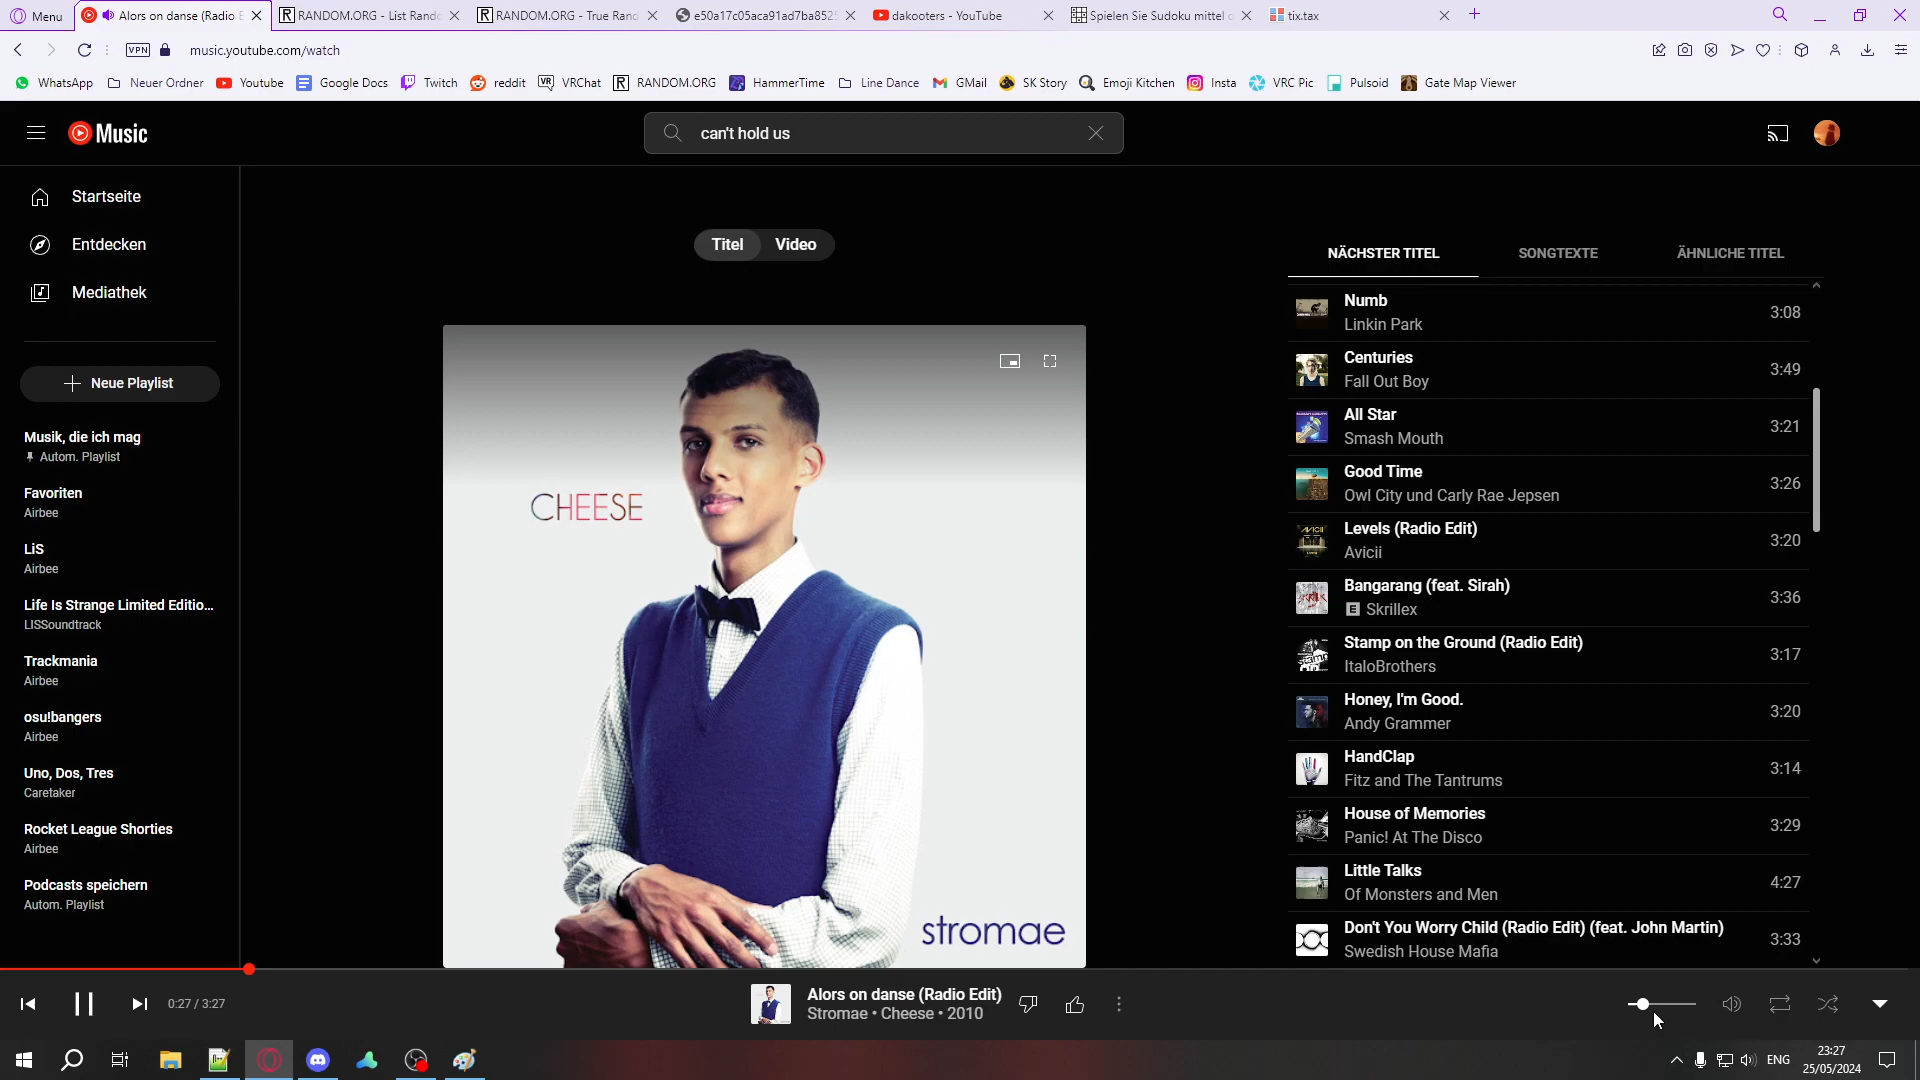 Menu
Alors on danse (Radio E
RANDOM.ORG - List Rand
RANDOM.ORG - True Rand
e50a17c05aca91ad7ba852
dakooters - YouTube
Spielen Sie Sudoku mittel o
tix.tax
VPN
music.youtube.com/watch
WhatsApp
Neuer Ordner
Youtube
Google Docs
Twitch
reddit
VRChat
RANDOM.ORG
HammerTime
Line Dance
GMail
SK Story
Emoji Kitchen
Insta
VRC Pic
Pulsoid
Gate Map Viewer
Music
can't hold us
Startseite
Entdecken
Mediathek
Neue Playlist
Musik, die ich mag
Autom. Playlist
Favoriten
Airbee
LiS
Airbee
Life Is Strange Limited Editio...
LISSoundtrack
Trackmania
Airbee
osu!bangers
Airbee
Uno, Dos, Tres
Caretaker
Rocket League Shorties
Airbee
Podcasts speichern
Autom. Playlist
Titel
Video
CHEESE
stromae
NÄCHSTER TITEL
SONGTEXTE
ÄHNLICHE TITEL
Numb
Linkin Park
3:08
Centuries
Fall Out Boy
3:49
All Star
Smash Mouth
3:21
Good Time
Owl City und Carly Rae Jepsen
3:26
Levels (Radio Edit)
Avicii
3:20
Bangarang (feat. Sirah)
E Skrillex
3:36
Stamp on the Ground (Radio Edit)
ItaloBrothers
3:17
Honey, I'm Good.
Andy Grammer
3:20
HandClap
Fitz and The Tantrums
3:14
House of Memories
Panic! At The Disco
3:29
Little Talks
Of Monsters and Men
4:27
Don't You Worry Child (Radio Edit) (feat. John Martin)
Swedish House Mafia
3:33
0:27 / 3:27
Alors on danse (Radio Edit)
Stromae • Cheese • 2010
ENG
23:27
25/05/2024